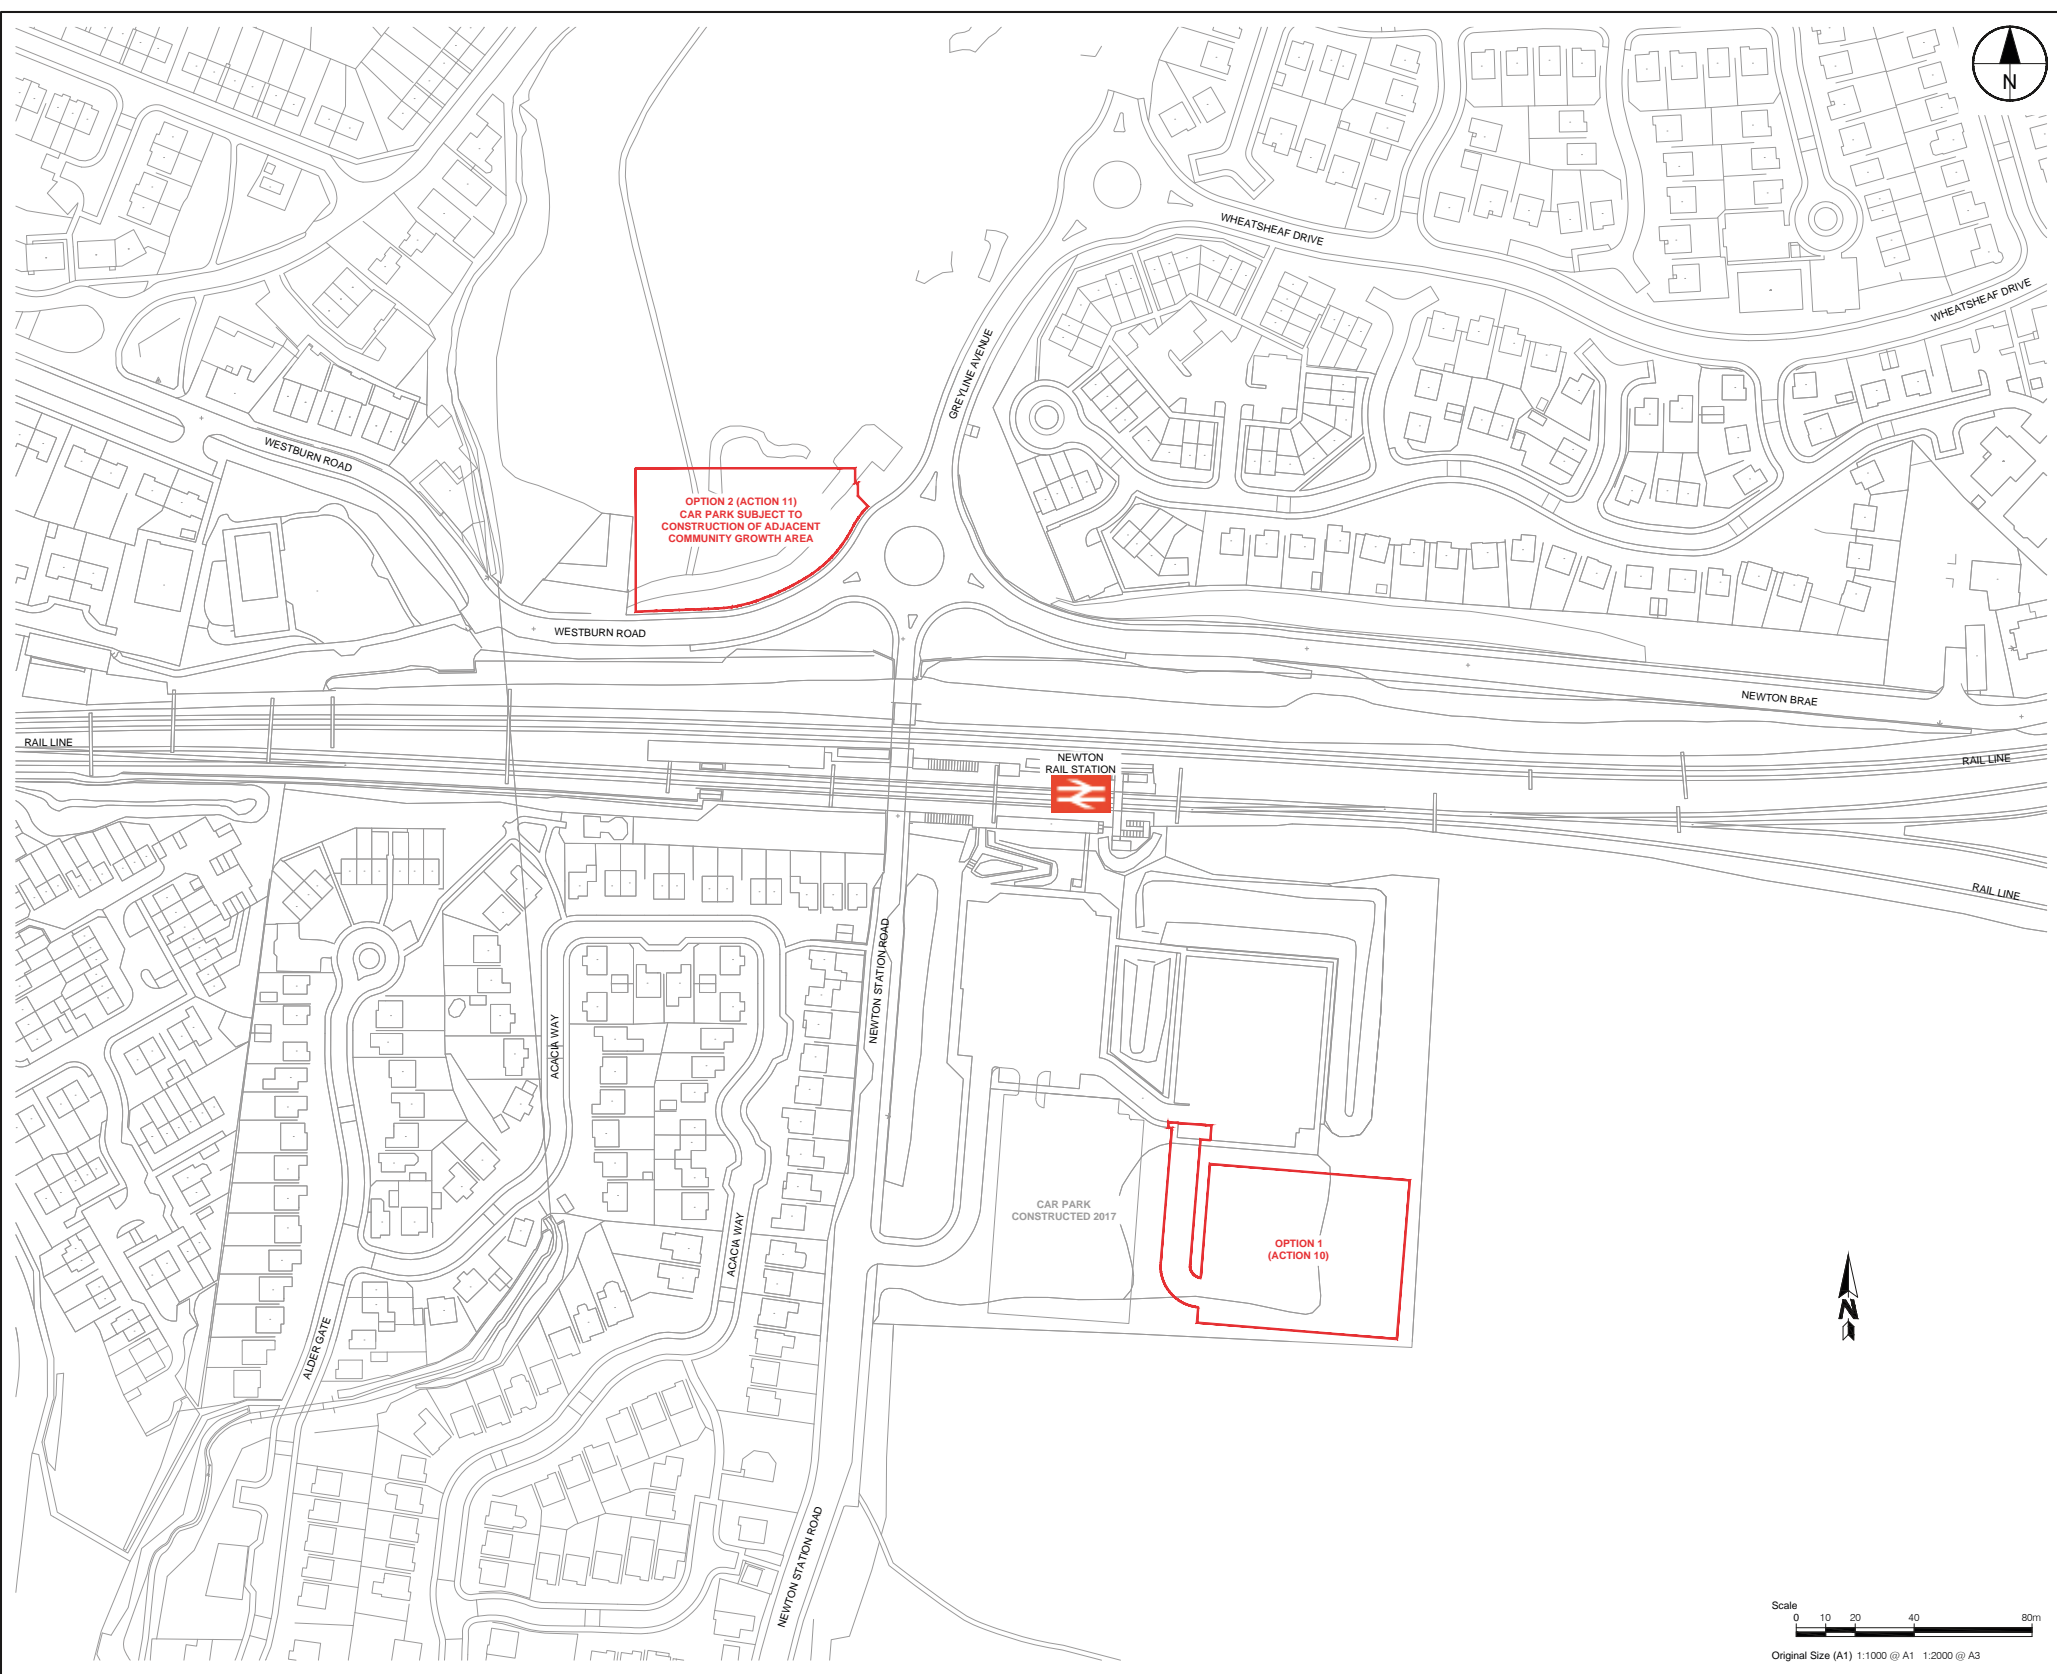 N
WHEATSHEAF DRIVE
WHEATSHEAF DRIVE
GREYLINE AVENUE
WESTBURN ROAD
OPTION 2 (ACTION 11)
CAR PARK SUBJECT TO
CONSTRUCTION OF ADJACENT
COMMUNITY GROWTH AREA
WESTBURN ROAD
NEWTON BRAE
RAIL LINE
NEWTON
RAIL STATION
RAIL LINE
RAIL LINE
NEWTON STATION ROAD
ACACIA WAY
CAR PARK
CONSTRUCTED 2017
ACACIA WAY
OPTION 1
(ACTION 10)
ALDER GATE
N
NEWTON STATION ROAD
Scale
0 10 20 40 80m
Original Size (A1) 1:1000 @ A1 1:2000 @ A3